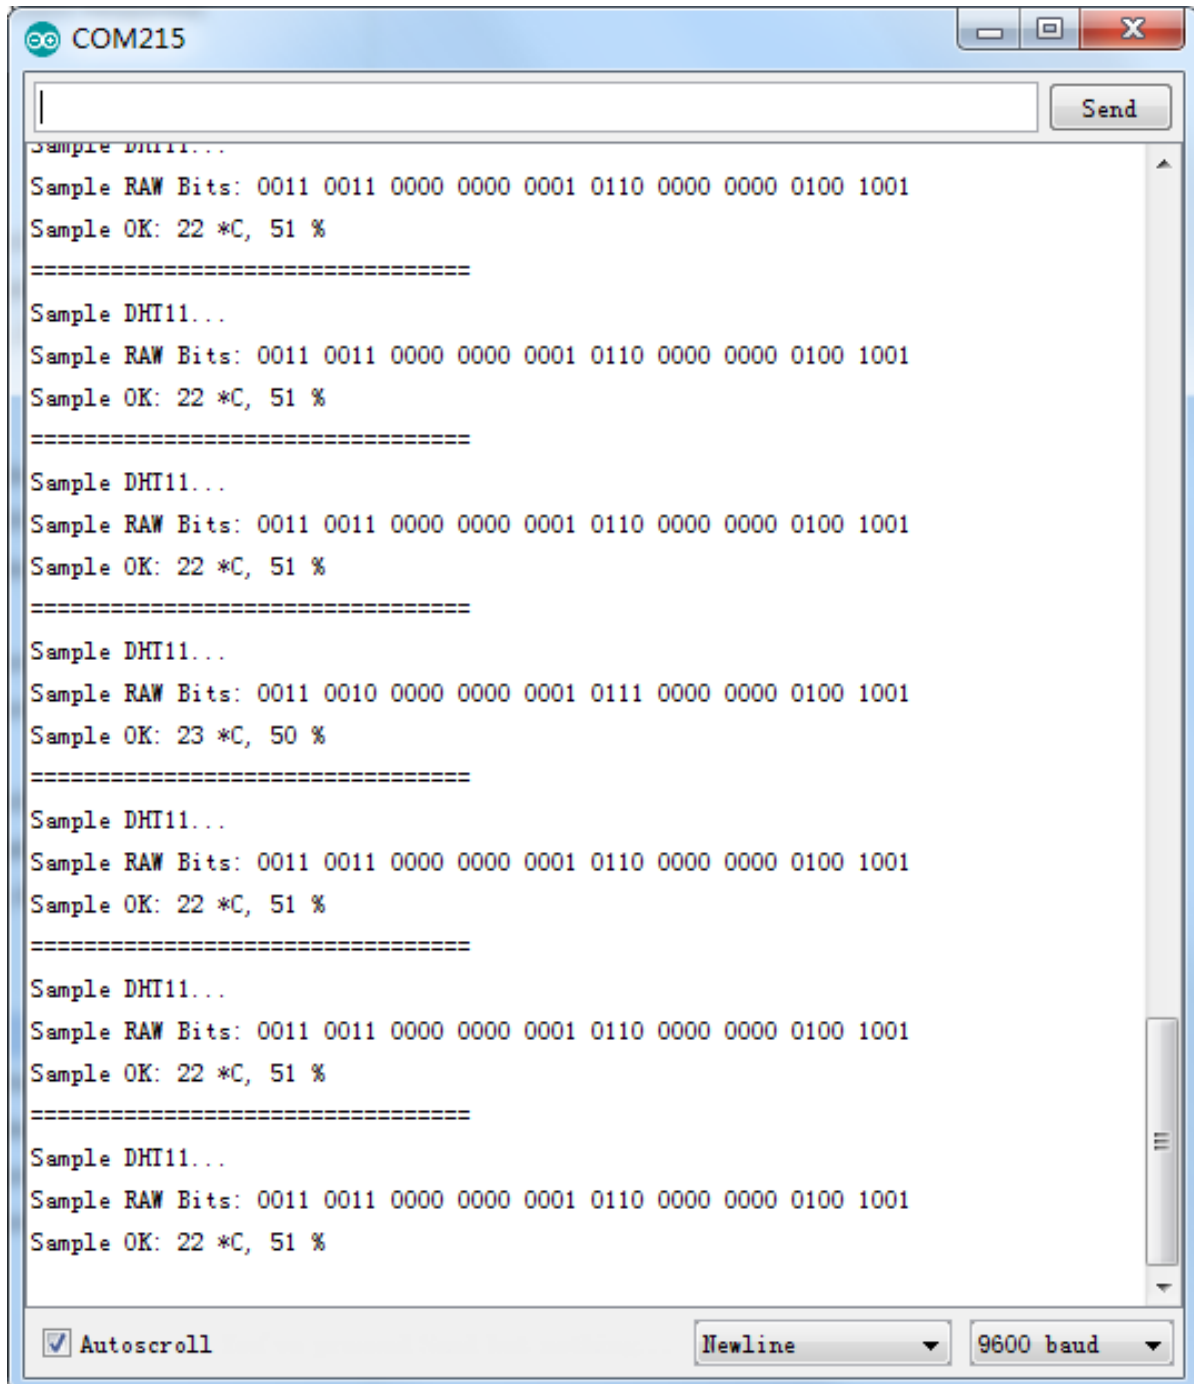 COM215
Send
Sample DHT11...
Sample RAW Bits: 0011 0011 0000 0000 0001 0110 0000 0000 0100 1001
Sample OK: 22 *C, 51 %
=================================
Sample DHT11...
Sample RAW Bits: 0011 0011 0000 0000 0001 0110 0000 0000 0100 1001
Sample OK: 22 *C, 51 %
=================================
Sample DHT11...
Sample RAW Bits: 0011 0011 0000 0000 0001 0110 0000 0000 0100 1001
Sample OK: 22 *C, 51 %
=================================
Sample DHT11...
Sample RAW Bits: 0011 0010 0000 0000 0001 0111 0000 0000 0100 1001
Sample OK: 23 *C, 50 %
=================================
Sample DHT11...
Sample RAW Bits: 0011 0011 0000 0000 0001 0110 0000 0000 0100 1001
Sample OK: 22 *C, 51 %
=================================
Sample DHT11...
Sample RAW Bits: 0011 0011 0000 0000 0001 0110 0000 0000 0100 1001
Sample OK: 22 *C, 51 %
=================================
Sample DHT11...
Sample RAW Bits: 0011 0011 0000 0000 0001 0110 0000 0000 0100 1001
Sample OK: 22 *C, 51 %
Autoscroll
Newline
9600 baud